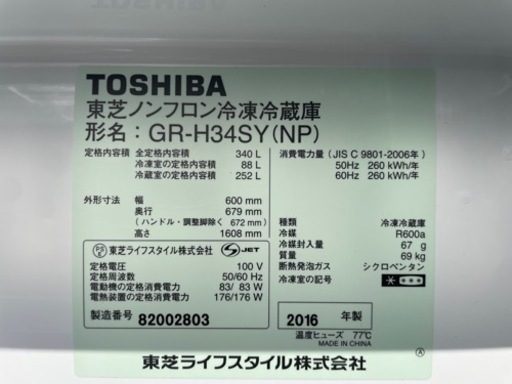 TOSHIBA
東芝ノンフロン冷凍冷蔵庫
形名：GR-H34SY(NP)
定格内容積 全定格内容積 340 L
冷凍室の定格内容積 88 L
冷蔵室の定格内容積 252 L
外形寸法 幅 600 mm
奥行 679 mm
(ハンドル・調整脚除く 672 mm)
高さ 1608 mm
消費電力量 (JIS C 9801-2006年)
50Hz 260 kWh/年
60Hz 260 kWh/年
種類 冷凍冷蔵庫
冷媒 R600a
冷媒封入量 67 g
質量 69 kg
断熱発泡ガス シクロペンタン
冷凍室の記号
PSE 東芝ライフスタイル株式会社 S JET
定格電圧 100 V
定格周波数 50/60 Hz
電動機の定格消費電力 83/ 83 W
電熱装置の定格消費電力 176/176 W
製造番号 82002803
2016 年製
温度ヒューズ 77℃
MADE IN CHINA
東芝ライフスタイル株式会社
Ⓐ